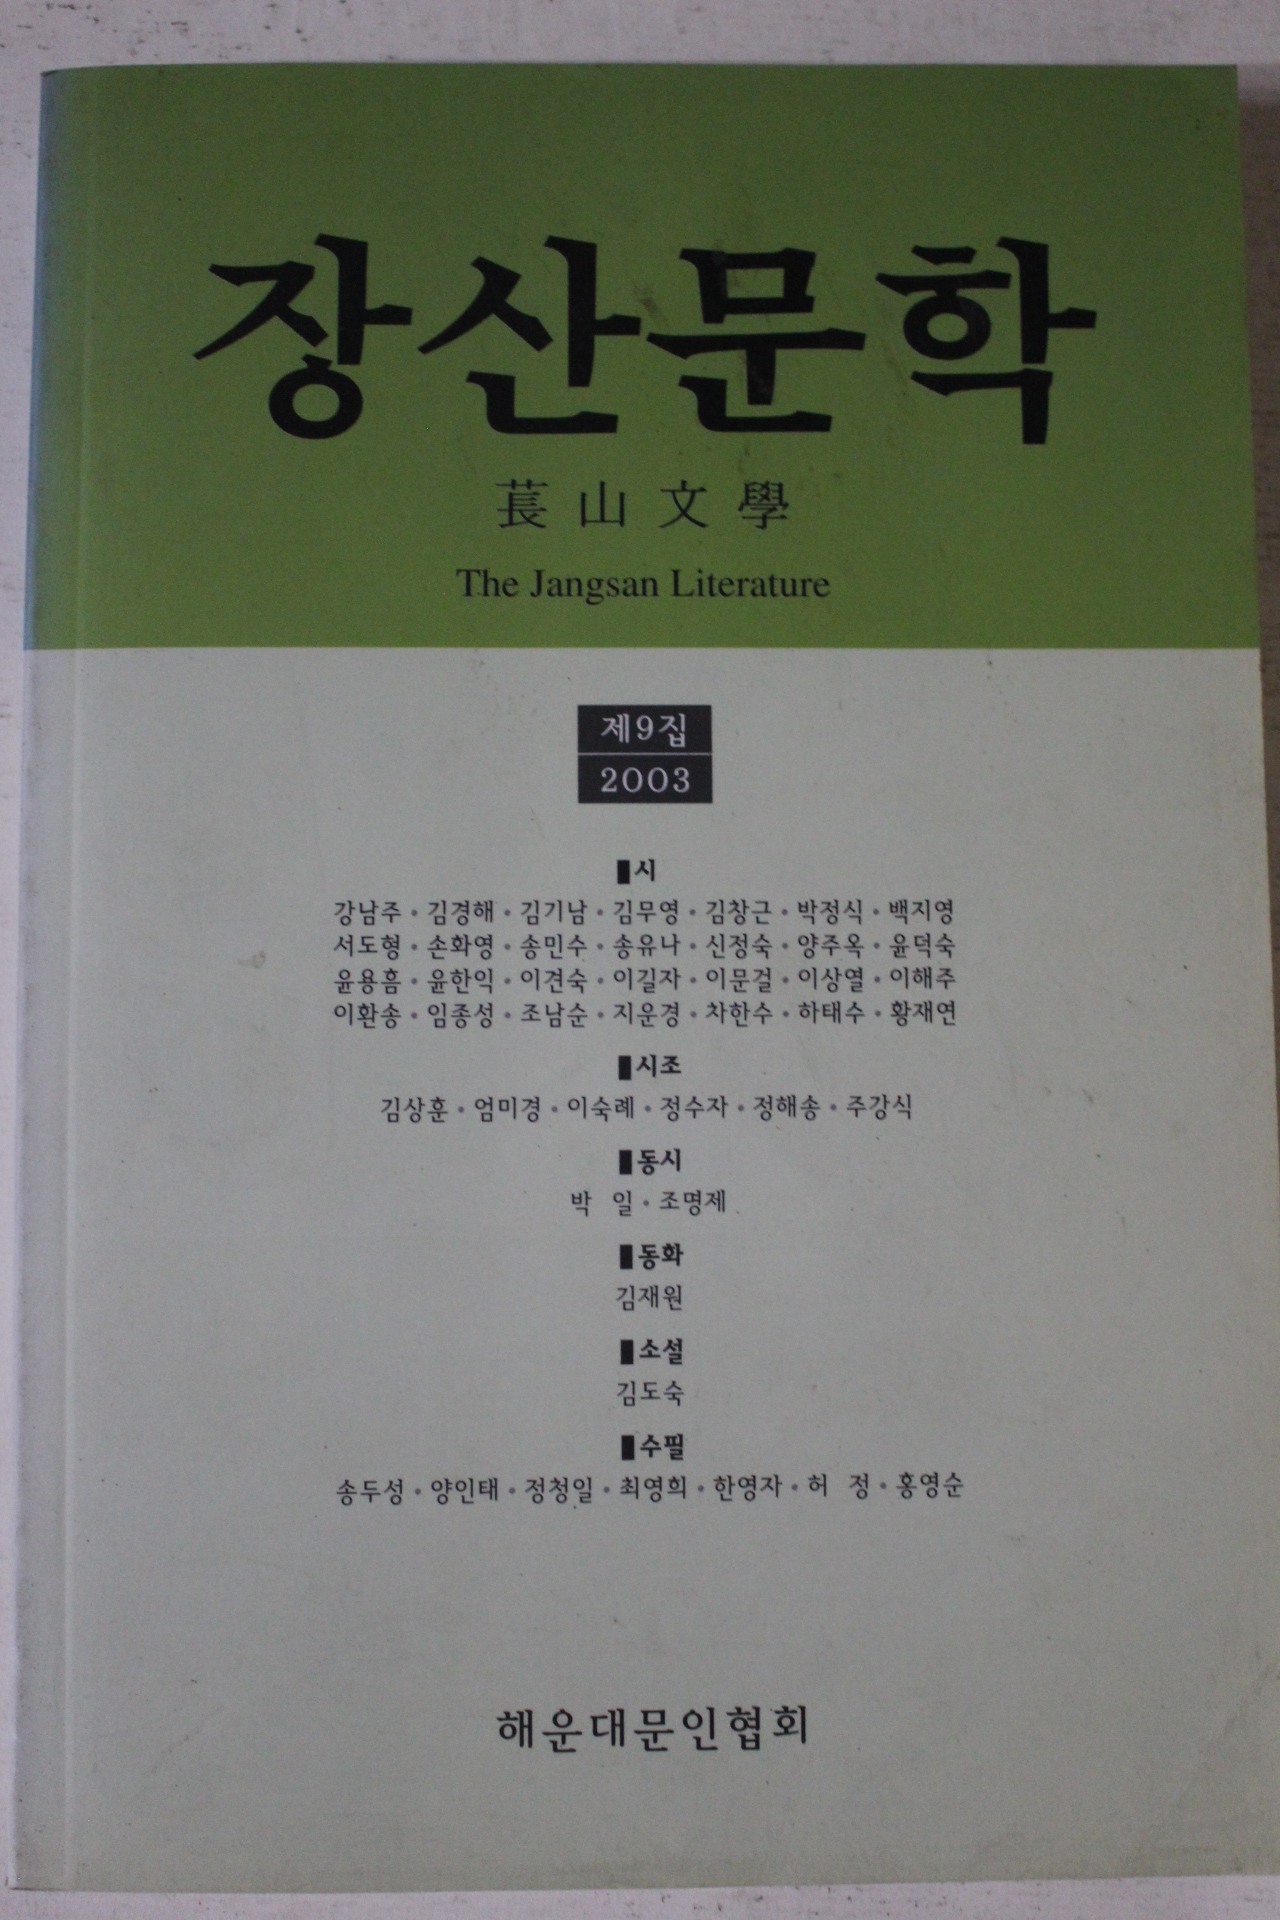 장산문학
萇山文學
The Jangsan Literature
제9집
2003
▮시
강남주·김경해·김기남·김무영·김창근·박정식·백지영
서도형·손화영·송민수·송유나·신정숙·양주옥·윤덕숙
윤용흠·윤한익·이견숙·이길자·이문걸·이상열·이해주
이환송·임종성·조남순·지운경·차한수·하태수·황재연
▮시조
김상훈·엄미경·이숙례·정수자·정해송·주강식
▮동시
박 일·조명제
▮동화
김재원
▮소설
김도숙
▮수필
송두성·양인태·정청일·최영희·한영자·허 정·홍영순
해운대문인협회